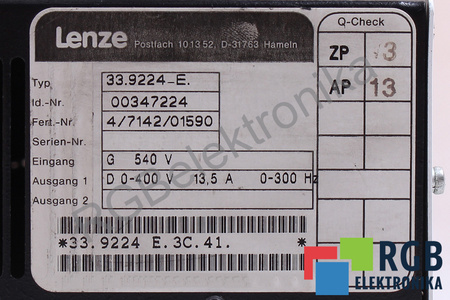 Lenze
Postfach 101352, D-31763 Hameln
Q-Check
Typ 33.9224-E.
Id.-Nr. 00347224
Fert.-Nr. 4/7142/01590
Serien-Nr.
Eingang G 540 V
Ausgang 1 D 0-400 V 13,5 A 0-300 Hz
Ausgang 2
ZP 3
AP 13
*33.9224 E.3C.41. *
RGBelektronika
RGB
ELEKTRONIKA